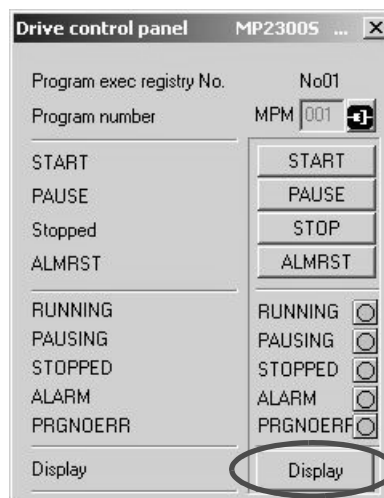 Drive control panel MP2300S ... X
Program exec registry No. No01
Program number MPM 001
START START
PAUSE PAUSE
Stopped STOP
ALMRST ALMRST
RUNNING RUNNING
PAUSING PAUSING
STOPPED STOPPED
ALARM ALARM
PRGNOERR PRGNOERR
Display Display